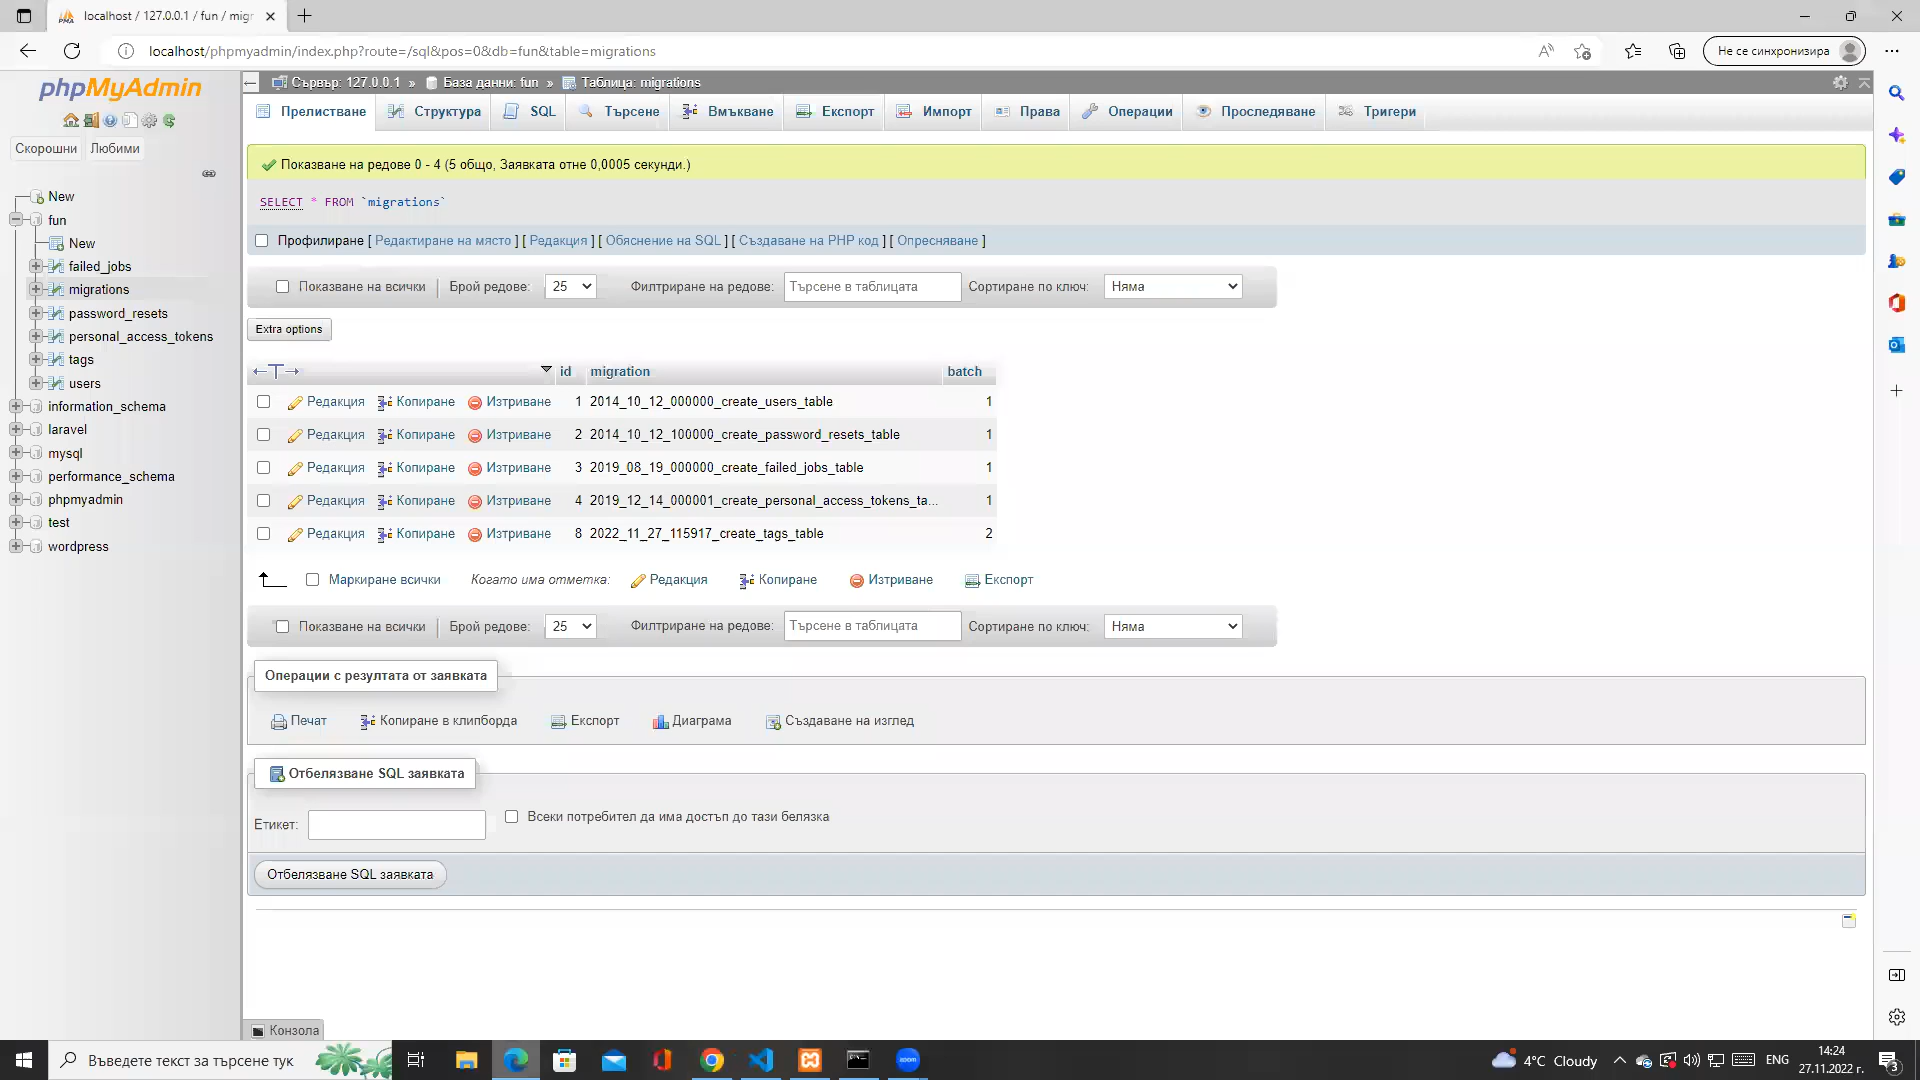 localhost / 127.0.0.1 / fun / migr
localhost/phpmyadmin/index.php?route=/sql&pos=0&db=fun&table=migrations
Не се синхронизира
phpMyAdmin
Скорошни Любими
New
fun
New
failed_jobs
migrations
password_resets
personal_access_tokens
tags
users
information_schema
laravel
mysql
performance_schema
phpmyadmin
test
wordpress
Сървър: 127.0.0.1 » База данни: fun » Таблица: migrations
Прелистване Структура SQL Търсене Вмъкване Експорт Импорт Права Операции Проследяване Тригери
Показване на редове 0 - 4 (5 общо, Заявката отне 0,0005 секунди.)
SELECT * FROM `migrations`
Профилиране [ Редактиране на място ] [ Редакция ] [ Обяснение на SQL ] [ Създаване на PHP код ] [ Опресняване ]
Показване на всички Брой редове: 25 Филтриране на редове: Търсене в таблицата Сортиране по ключ: Няма
Extra options
←T→ id migration batch
Редакция Копиране Изтриване 1 2014_10_12_000000_create_users_table 1
Редакция Копиране Изтриване 2 2014_10_12_100000_create_password_resets_table 1
Редакция Копиране Изтриване 3 2019_08_19_000000_create_failed_jobs_table 1
Редакция Копиране Изтриване 4 2019_12_14_000001_create_personal_access_tokens_ta... 1
Редакция Копиране Изтриване 8 2022_11_27_115917_create_tags_table 2
Маркиране всички Когато има отметка: Редакция Копиране Изтриване Експорт
Показване на всички Брой редове: 25 Филтриране на редове: Търсене в таблицата Сортиране по ключ: Няма
Операции с резултата от заявката
Печат Копиране в клипборда Експорт Диаграма Създаване на изглед
Отбелязване SQL заявката
Етикет: Всеки потребител да има достъп до тази белязка
Отбелязване SQL заявката
Конзола
Въведете текст за търсене тук
zoom
4°C Cloudy
ENG
14:24
27.11.2022 г.
3